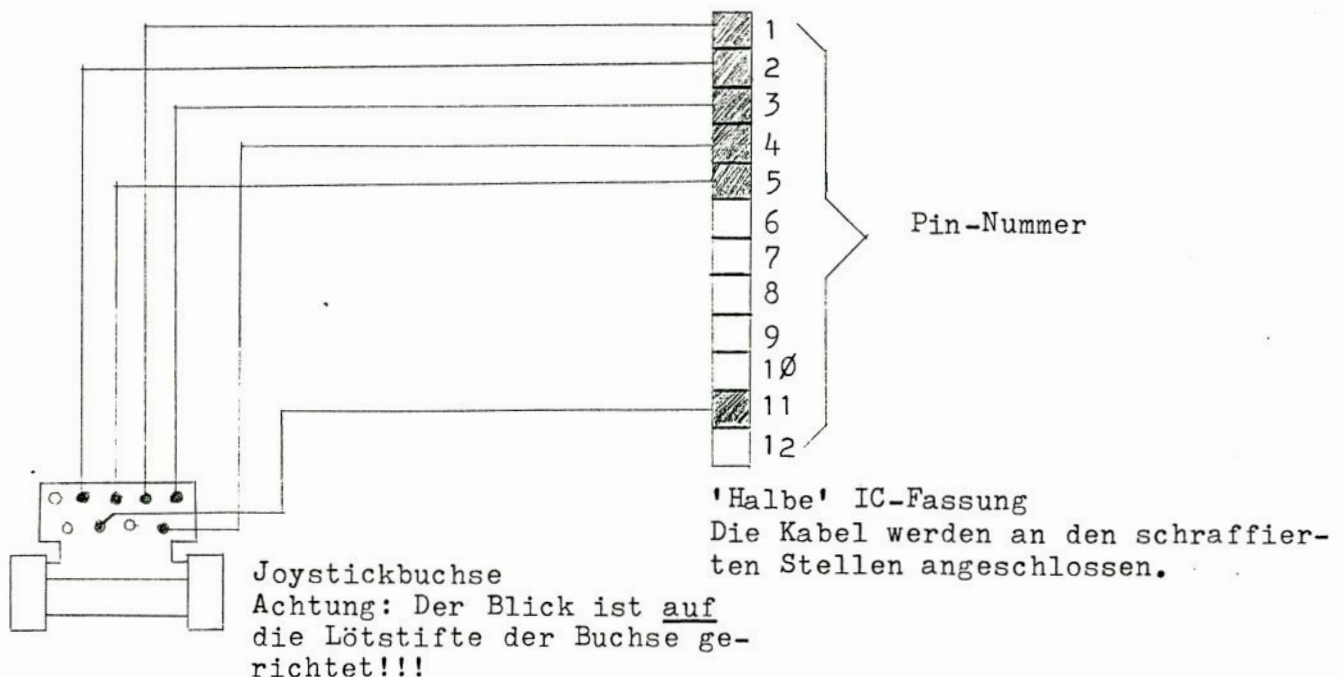 1
2
3
4
5
6
7
8
9
1Ø
11
12
Pin-Nummer
'Halbe' IC-Fassung
Die Kabel werden an den schraffier-
ten Stellen angeschlossen.
Joystickbuchse
Achtung: Der Blick ist auf
die Lötstifte der Buchse ge-
richtet!!!